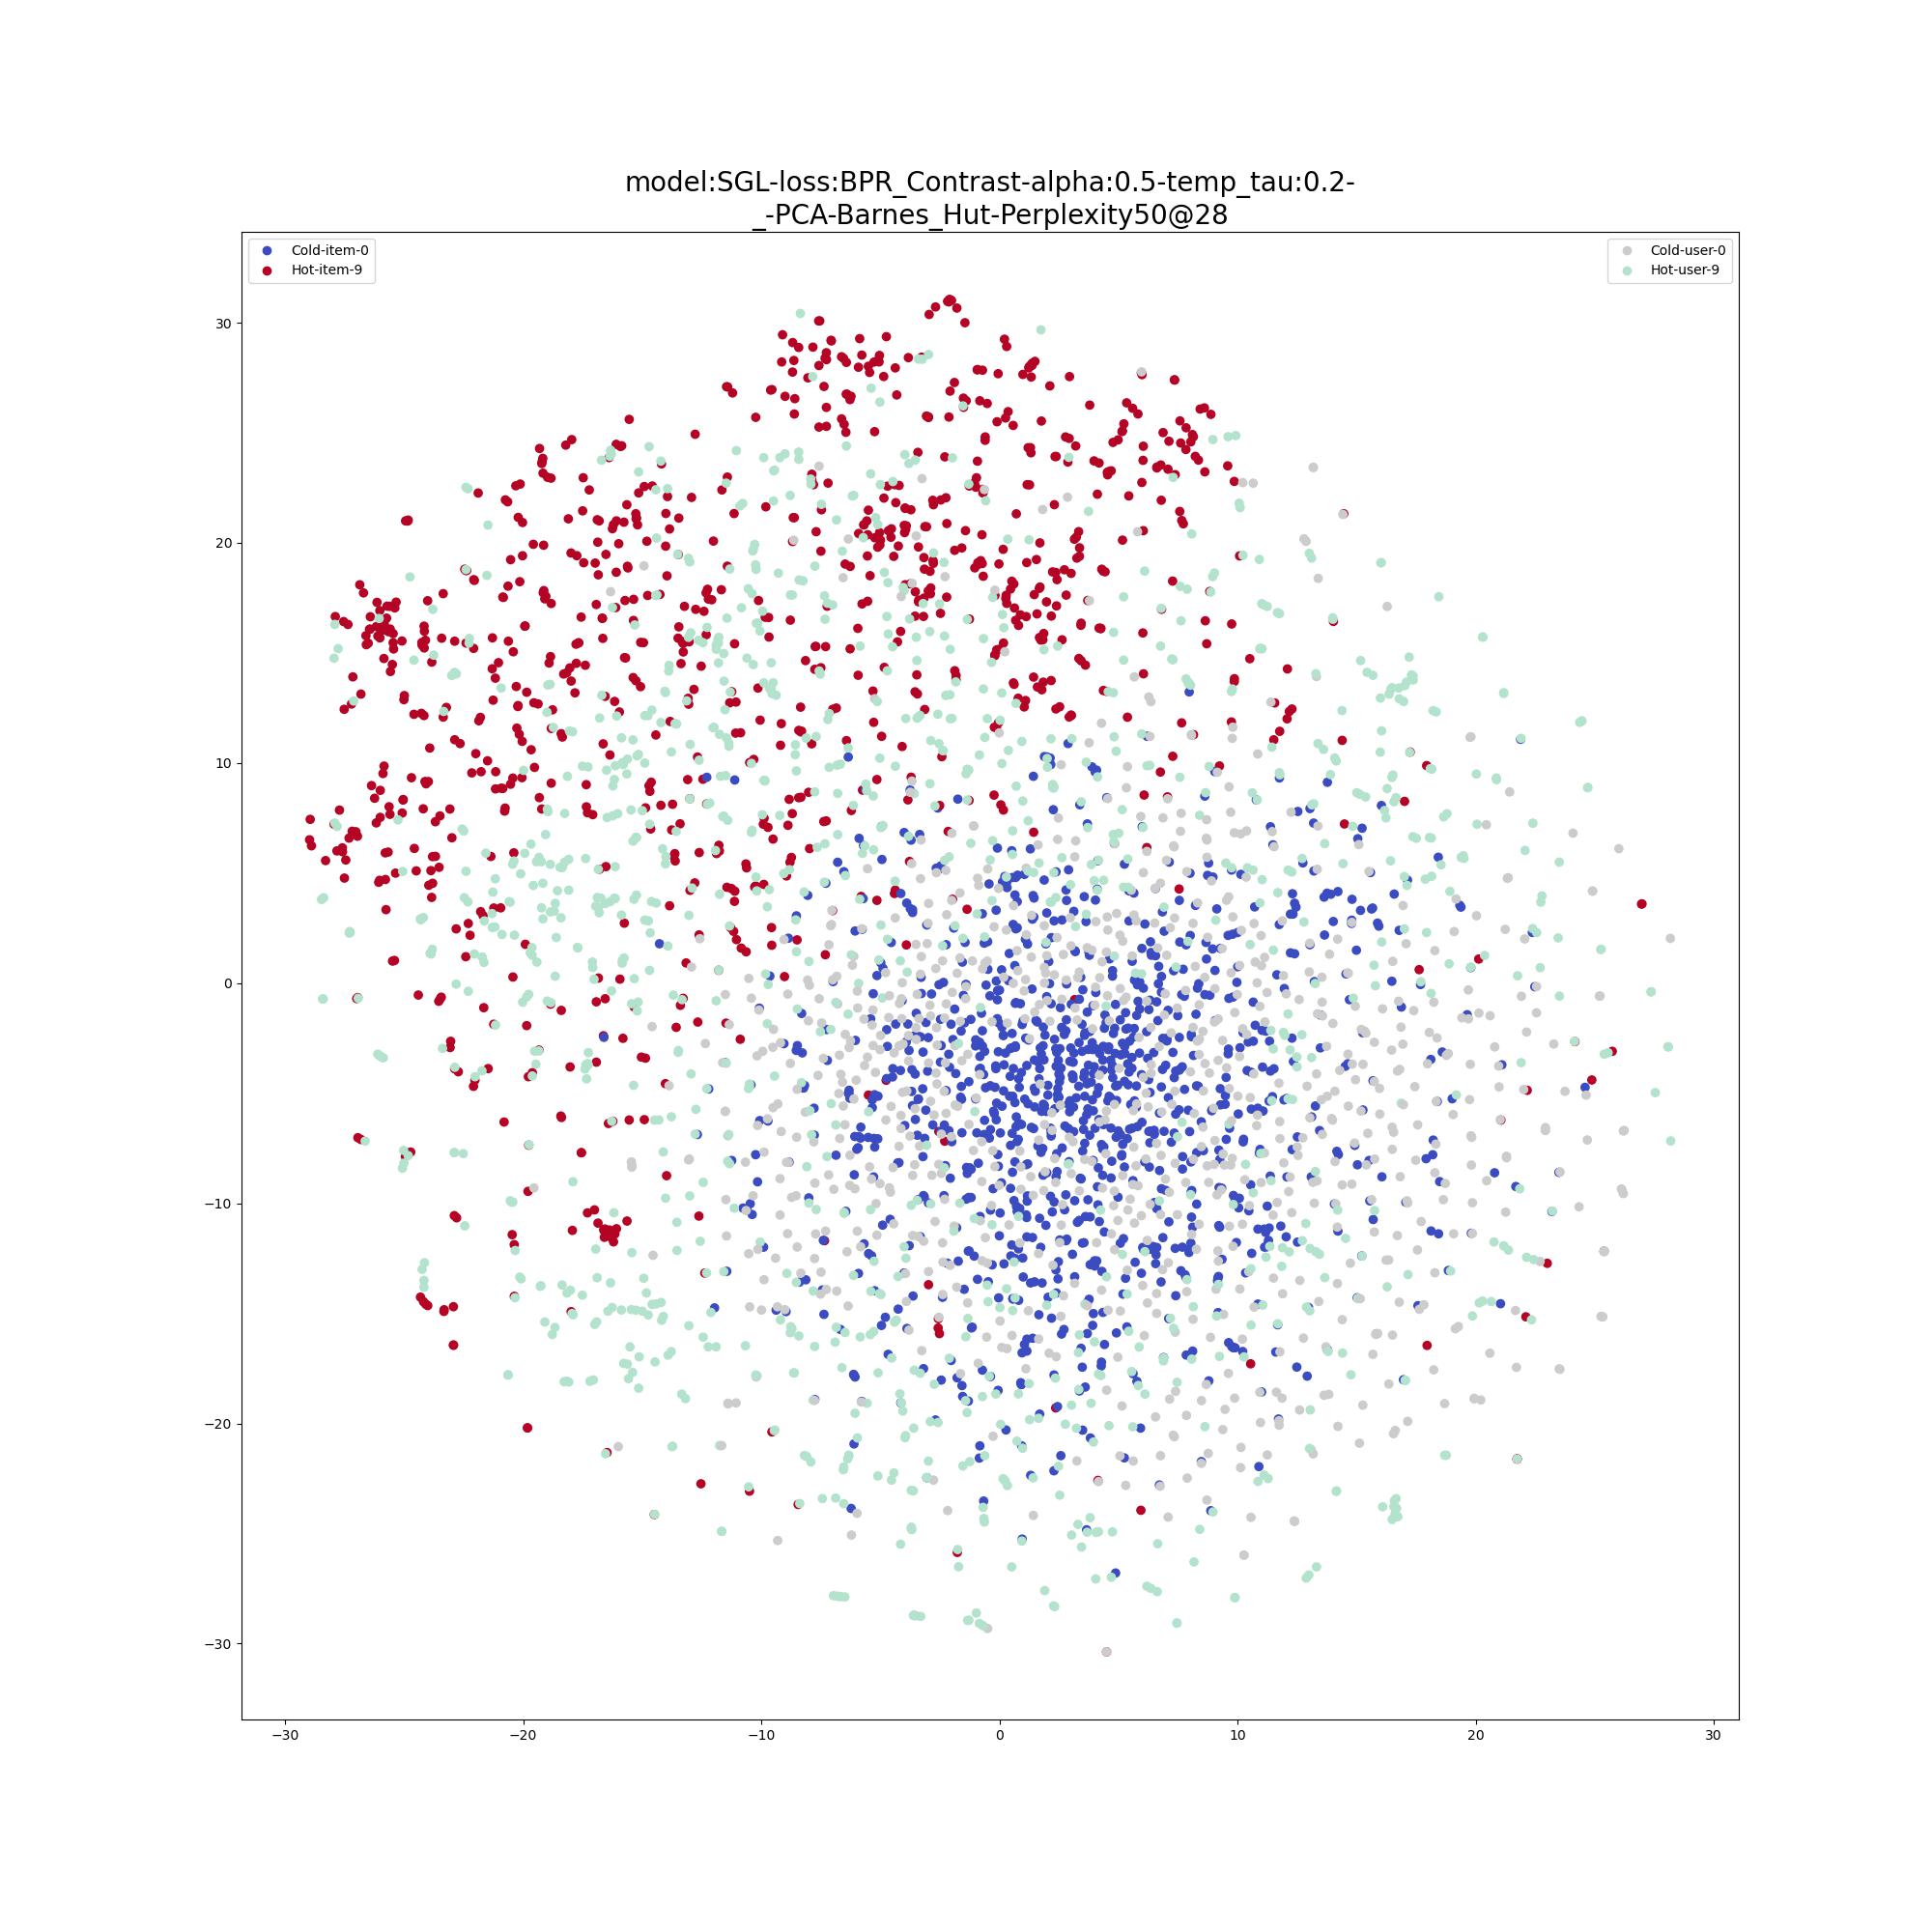 model:SGL-loss:BPR_Contrast-alpha:0.5-temp_tau:0.2-
_-PCA-Barnes_Hut-Perplexity50@28
Cold-item-0
Hot-item-9
Cold-user-0
Hot-user-9
30
20
10
0
−10
−20
−30
−30
−20
−10
0
10
20
30